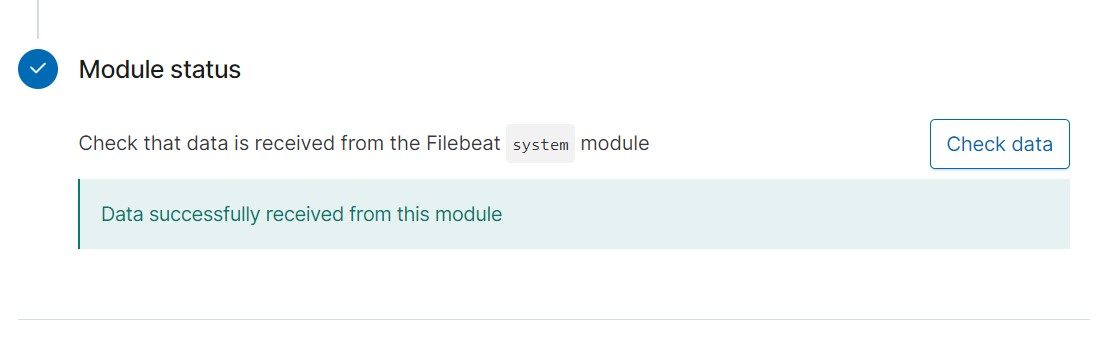 Module status
Check that data is received from the Filebeat system module
Check data
Data successfully received from this module